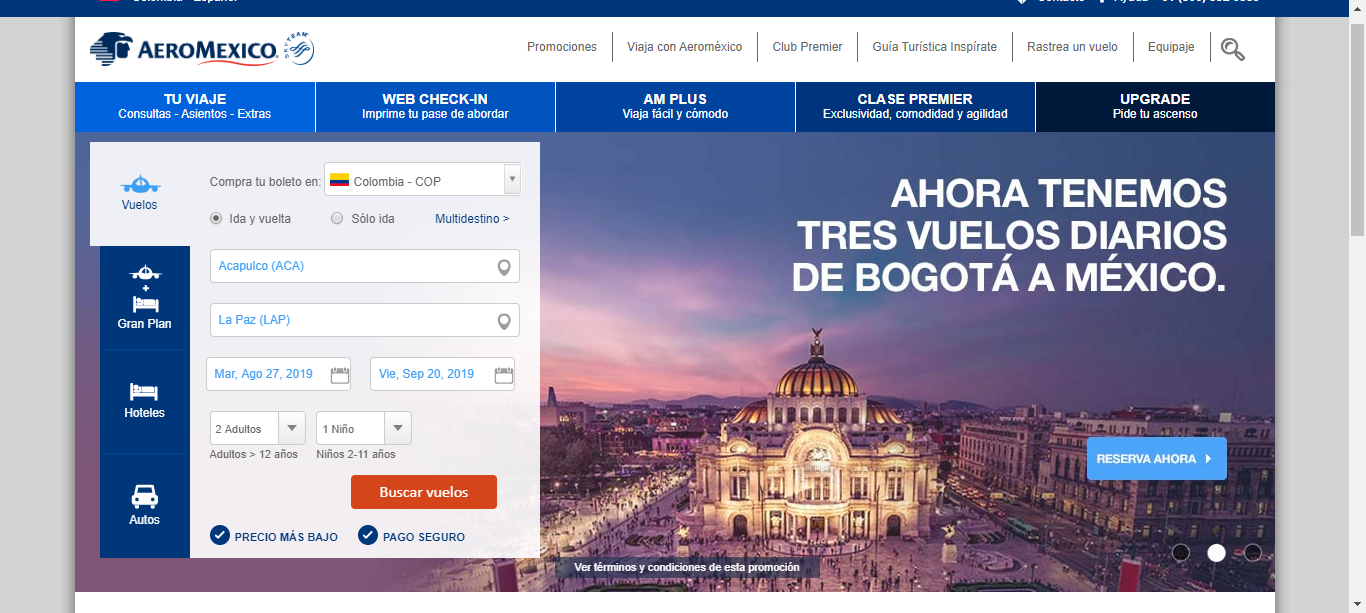 AEROMEXICO.
SKYTEAM
Promociones
Viaja con Aeroméxico
Club Premier
Guía Turística Inspírate
Rastrea un vuelo
Equipaje
TU VIAJE
Consultas - Asientos - Extras
WEB CHECK-IN
Imprime tu pase de abordar
AM PLUS
Viaja fácil y cómodo
CLASE PREMIER
Exclusividad, comodidad y agilidad
UPGRADE
Pide tu ascenso
Vuelos
+
Gran Plan
Hoteles
Autos
Compra tu boleto en:
Colombia - COP
Ida y vuelta
Sólo ida
Multidestino >
Acapulco (ACA)
La Paz (LAP)
Mar, Ago 27, 2019
Vie, Sep 20, 2019
2 Adultos
1 Niño
Adultos > 12 años
Niños 2-11 años
Buscar vuelos
PRECIO MÁS BAJO
PAGO SEGURO
AHORA TENEMOS
TRES VUELOS DIARIOS
DE BOGOTÁ A MÉXICO.
RESERVA AHORA
Ver términos y condiciones de esta promoción